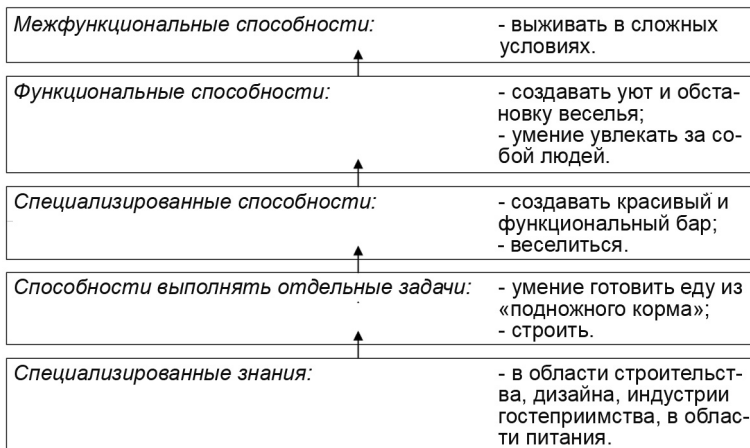 Межфункциональные способности: - выживать в сложных
условиях.
Функциональные способности: - создавать уют и обста-
новку веселья;
- умение увлекать за со-
бой людей.
Специализированные способности: - создавать красивый и
функциональный бар;
- веселиться.
Способности выполнять отдельные задачи: - умение готовить еду из
«подножного корма»;
- строить.
Специализированные знания: - в области строительст-
ва, дизайна, индустрии
гостеприимства, в облас-
ти питания.